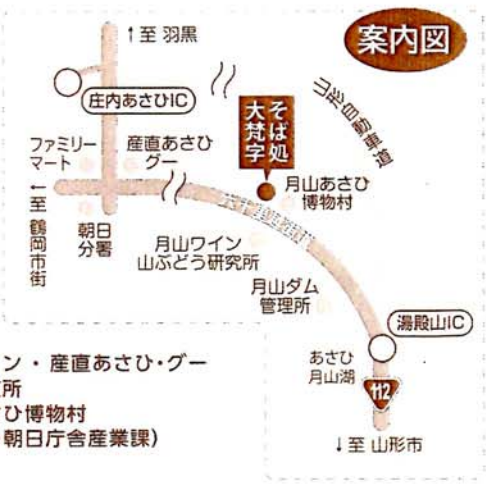 案内図
↑至 羽黒
庄内あさひIC
山形自動車道
そば処
大梵字
ファミリー
マート
産直あさひ
グー
月山あさひ
博物村
←至 鶴岡市街
朝日
分署
月山ワイン
山ぶどう研究所
月山ダム
管理所
湯殿山IC
あさひ
月山湖
112
↓至 山形市
ン・産直あさひ・グー
所
ひ博物村
朝日庁舎産業課)